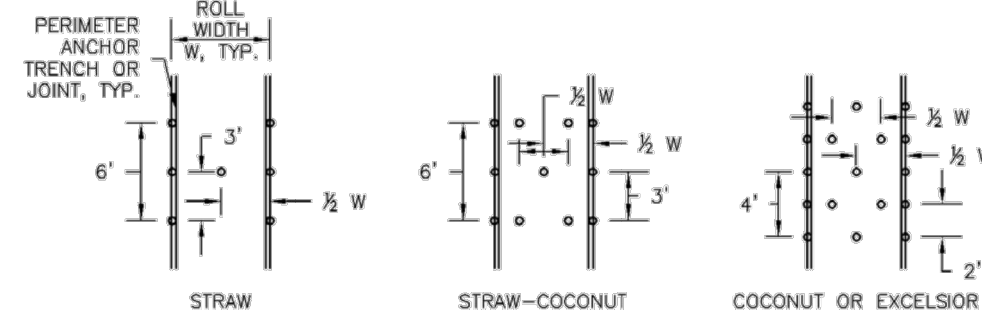 PERIMETER
ANCHOR
TRENCH OR
JOINT, TYP.
ROLL
WIDTH
W, TYP.
6'
3'
½ W
STRAW
6'
½ W
½ W
3'
STRAW-COCONUT
4'
½ W
½ W
2'
COCONUT OR EXCELSIOR